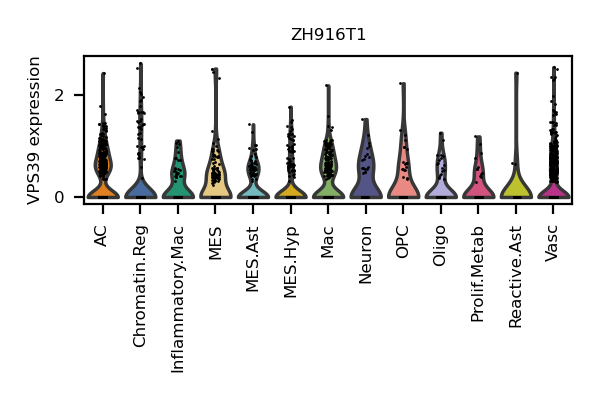 ZH916T1
VPS39 expression
2
0
AC
Chromatin.Reg
Inflammatory.Mac
MES
MES.Ast
MES.Hyp
Mac
Neuron
OPC
Oligo
Prolif.Metab
Reactive.Ast
Vasc